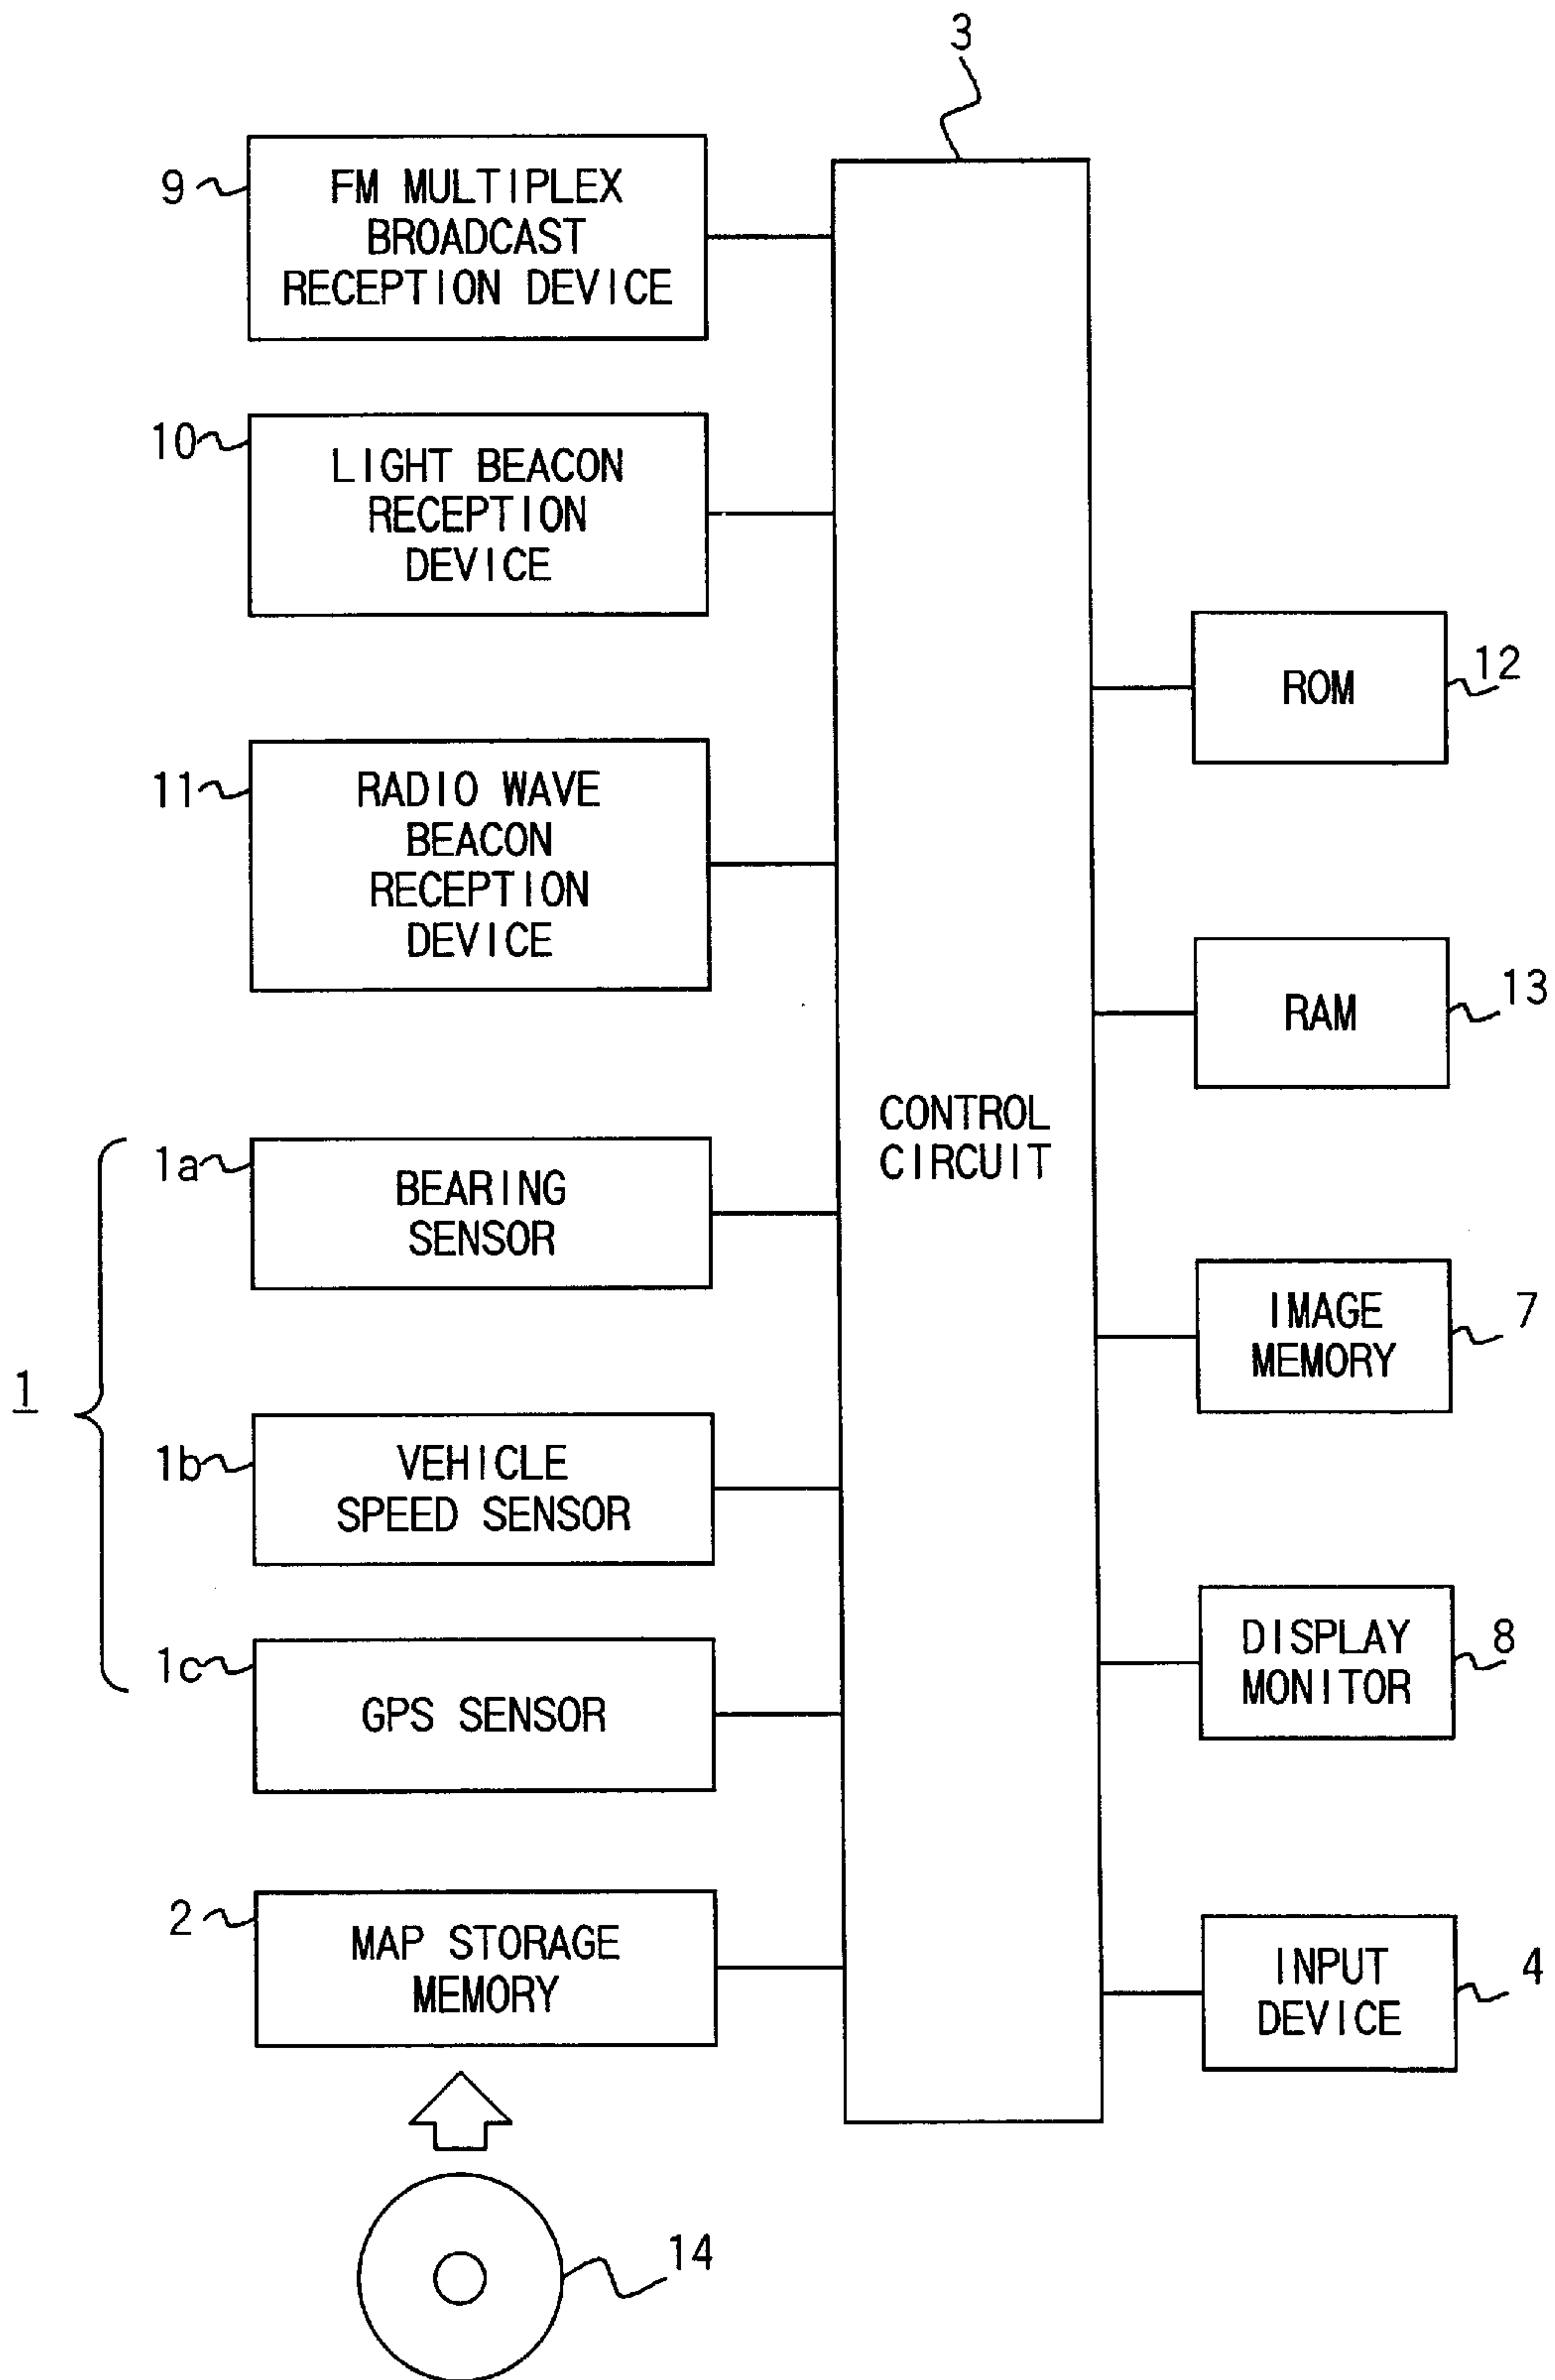 3
9
FM MULTIPLEX
BROADCAST
RECEPTION DEVICE
10
LIGHT BEACON
RECEPTION
DEVICE
11
RADIO WAVE
BEACON
RECEPTION
DEVICE
1
1a
BEARING
SENSOR
1b
VEHICLE
SPEED SENSOR
1c
GPS SENSOR
2
MAP STORAGE
MEMORY
14
CONTROL
CIRCUIT
ROM
12
RAM
13
IMAGE
MEMORY
7
DISPLAY
MONITOR
8
INPUT
DEVICE
4